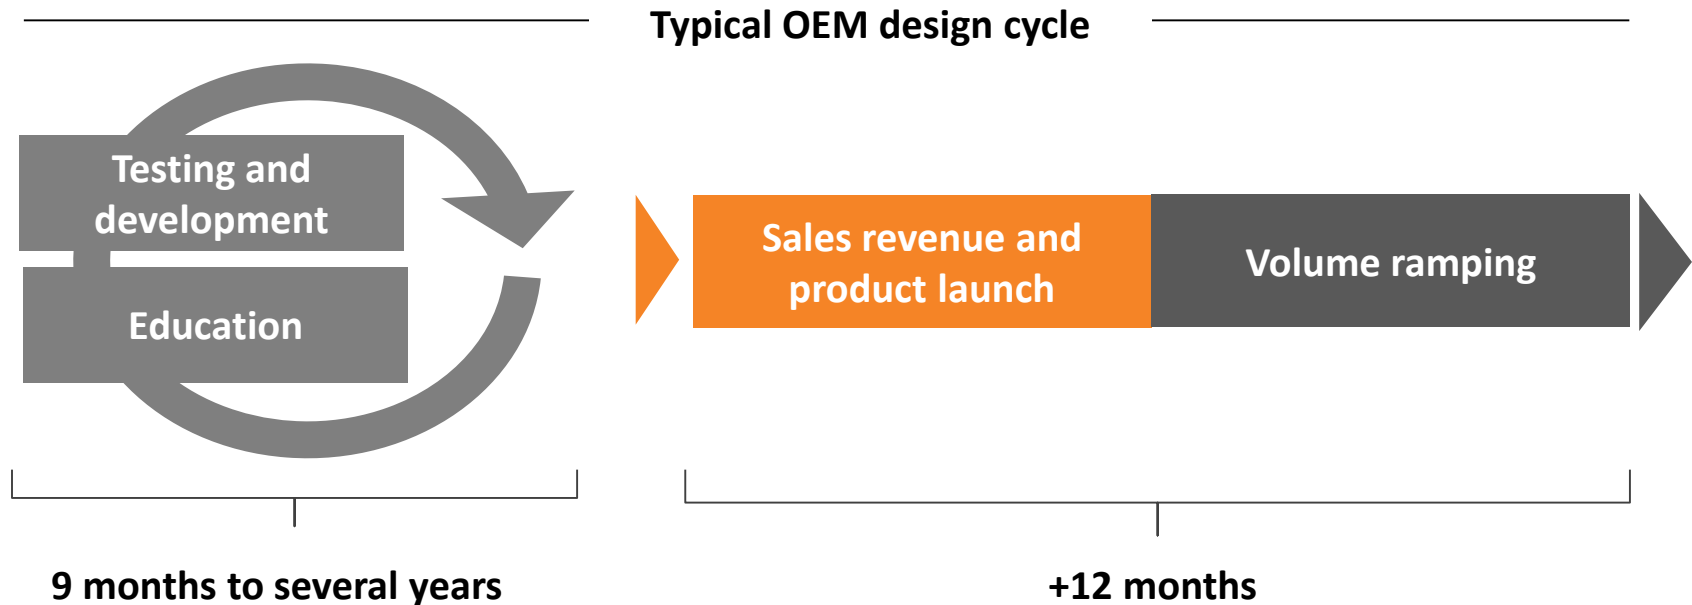 Typical OEM design cycle
Testing and
development
Education
Sales revenue and
product launch
Volume ramping
9 months to several years
+12 months